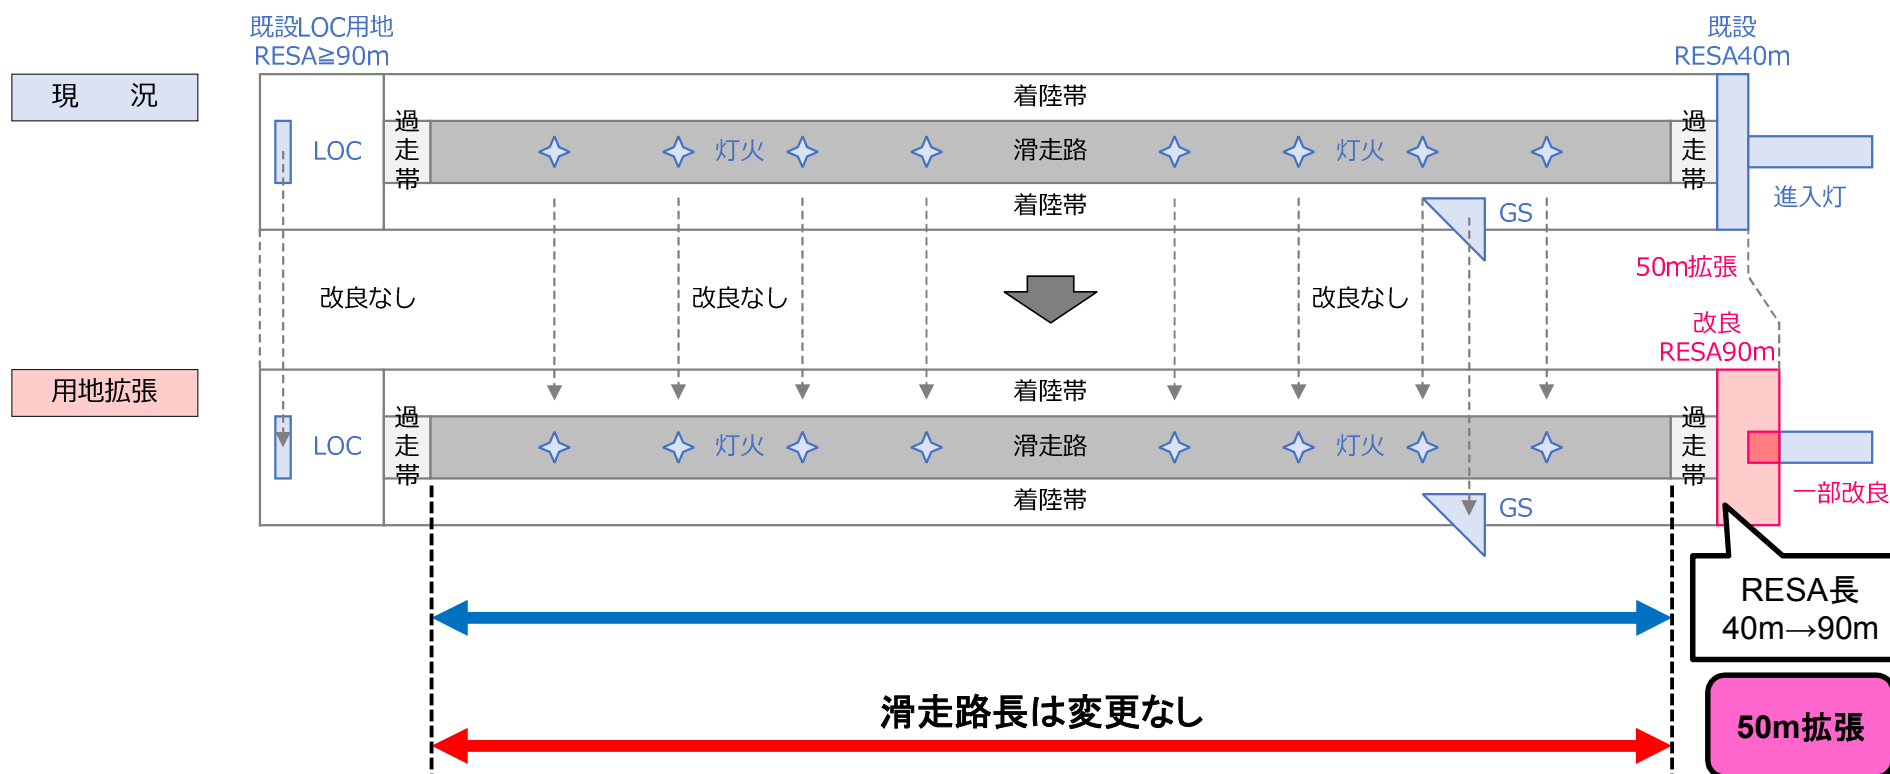 既設LOC用地
RESA≧90m
既設
RESA40m
現　況
着陸帯
過走帯
LOC
灯火
滑走路
灯火
過走帯
進入灯
着陸帯
GS
50m拡張
改良なし
改良なし
改良なし
改良
RESA90m
用地拡張
着陸帯
過走帯
LOC
灯火
滑走路
灯火
過走帯
一部改良
着陸帯
GS
RESA長
40m→90m
滑走路長は変更なし
50m拡張